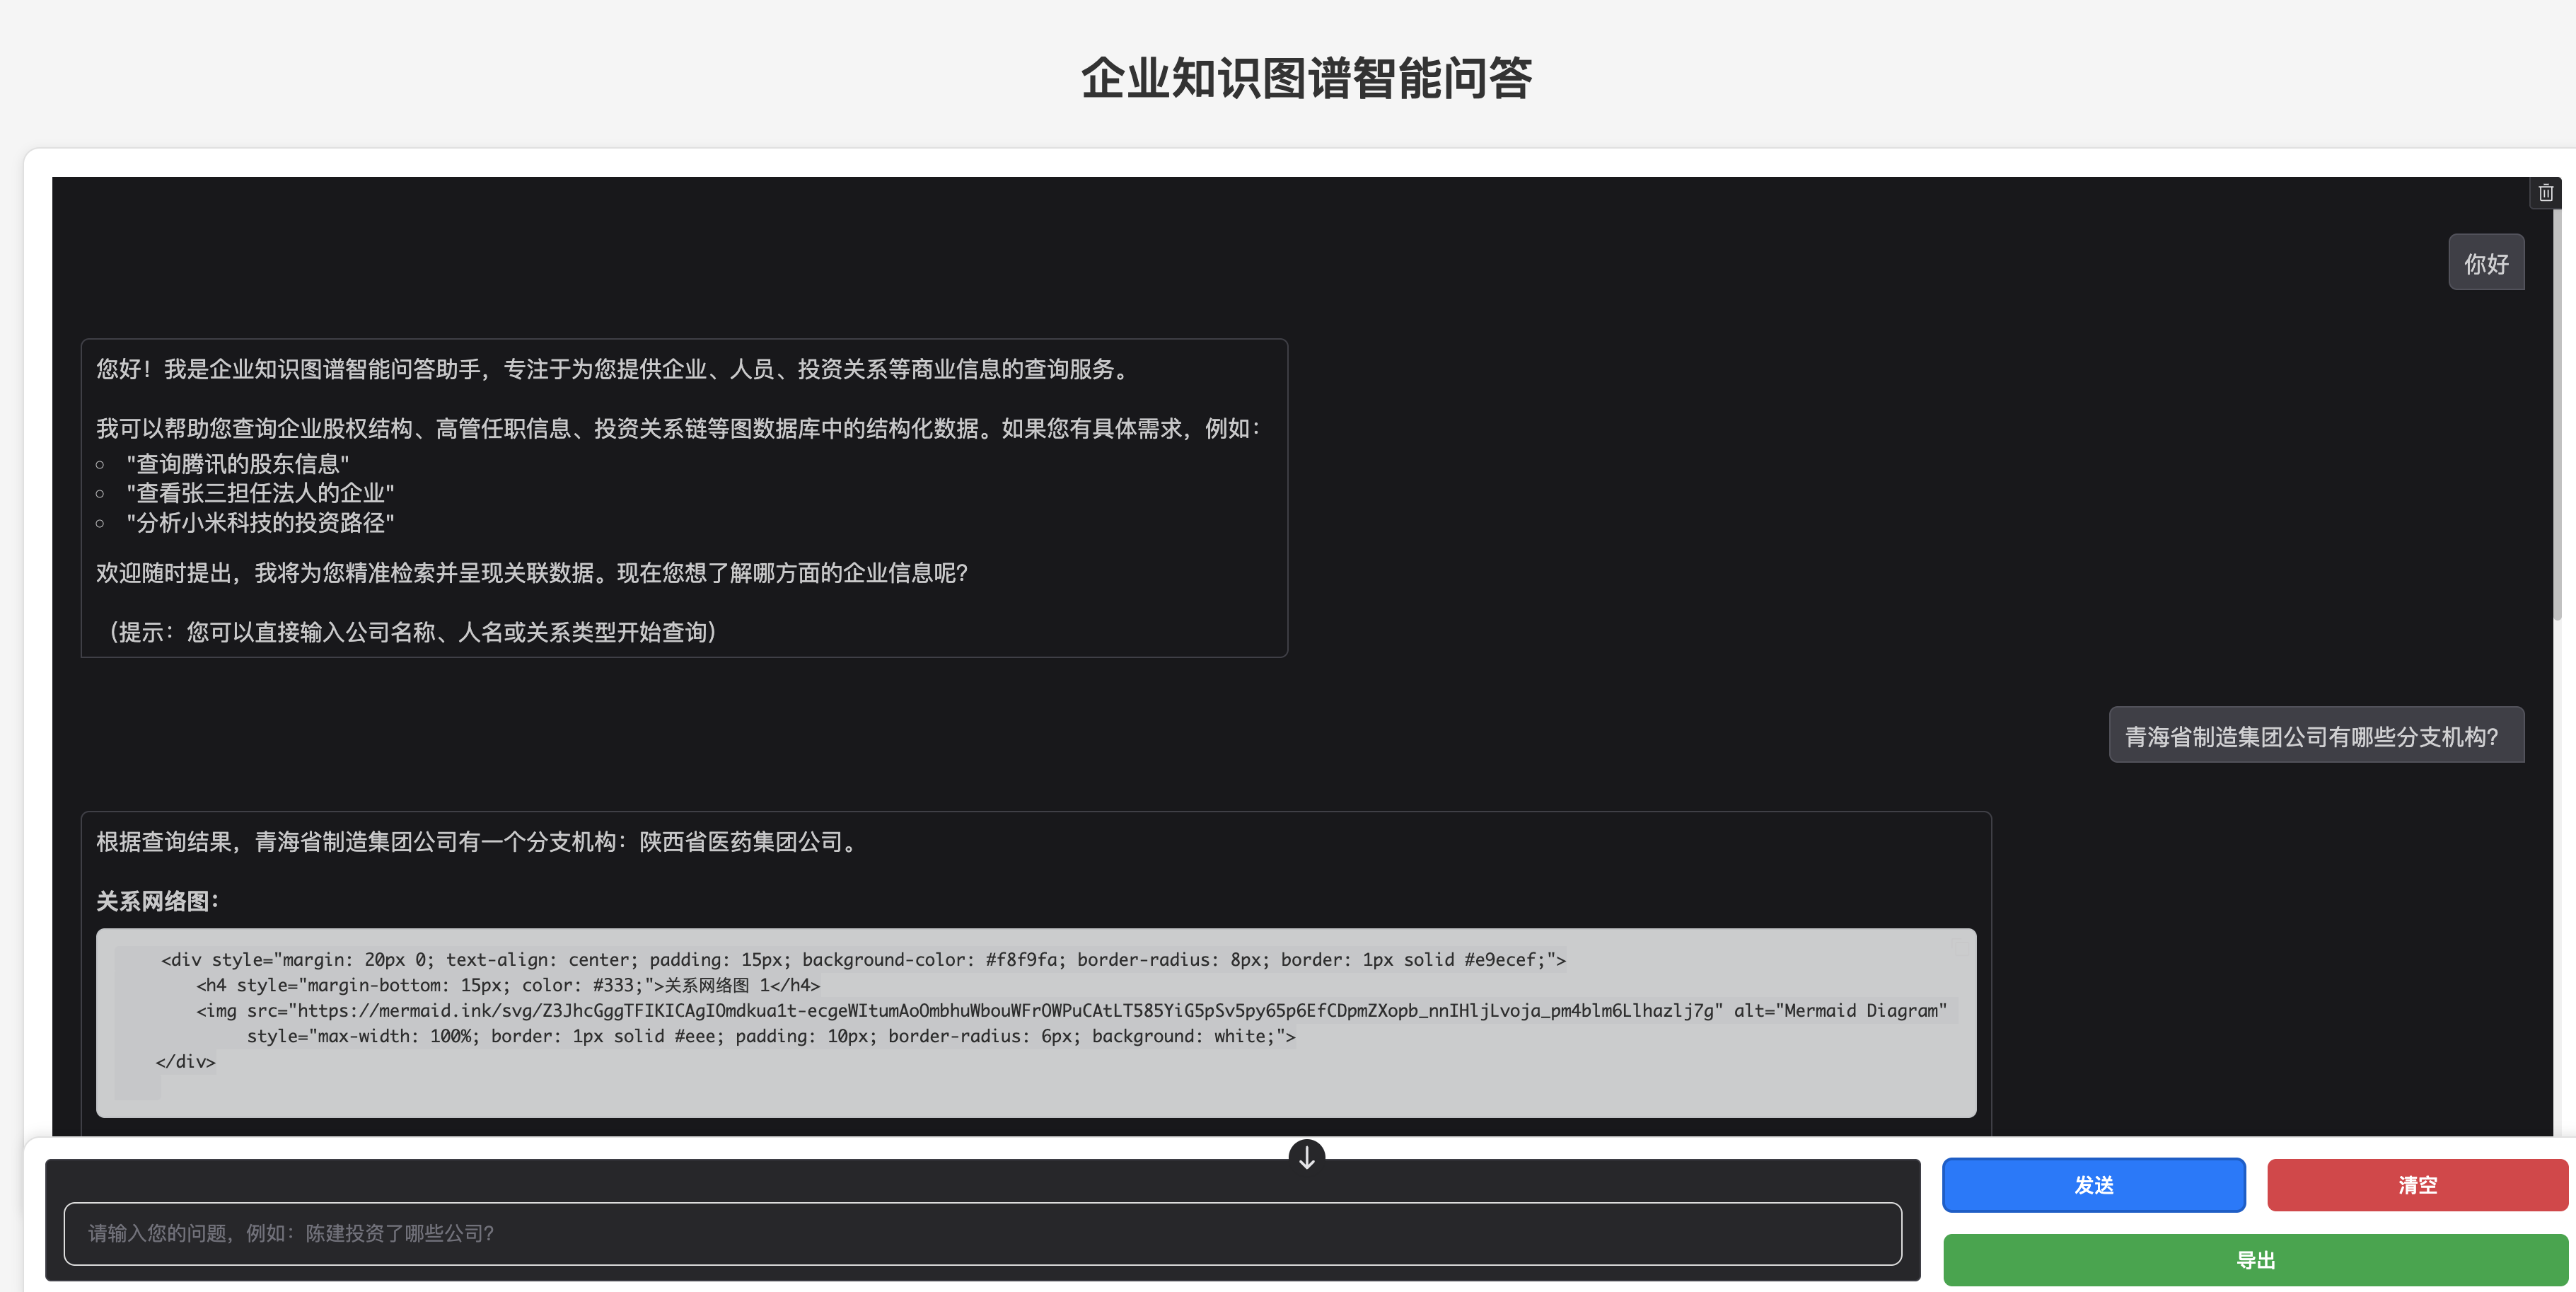 企业知识图谱智能问答
你好
您好！我是企业知识图谱智能问答助手，专注于为您提供企业、人员、投资关系等商业信息的查询服务。
我可以帮助您查询企业股权结构、高管任职信息、投资关系链等图数据库中的结构化数据。如果您有具体需求，例如：
"查询腾讯的股东信息"
"查看张三担任法人的企业"
"分析小米科技的投资路径"
欢迎随时提出，我将为您精准检索并呈现关联数据。现在您想了解哪方面的企业信息呢？
（提示：您可以直接输入公司名称、人名或关系类型开始查询）
青海省制造集团公司有哪些分支机构？
根据查询结果，青海省制造集团公司有一个分支机构：陕西省医药集团公司。
关系网络图：
<div style="margin: 20px 0; text-align: center; padding: 15px; background-color: #f8f9fa; border-radius: 8px; border: 1px solid #e9ecef;">
<h4 style="margin-bottom: 15px; color: #333;">关系网络图 1</h4>
<img src="https://mermaid.ink/svg/Z3JhcGggTFIKICAgIOmdkua1t-ecgeWItumAoOmbhuWbouWFrOWPuCAtLT585YiG5pSv5py65p6EfCDpmZXopb_nnIHljLvoja_pm4blm6Llhazlj7g" alt="Mermaid Diagram"
style="max-width: 100%; border: 1px solid #eee; padding: 10px; border-radius: 6px; background: white;">
</div>
请输入您的问题，例如：陈建投资了哪些公司？
发送
清空
导出